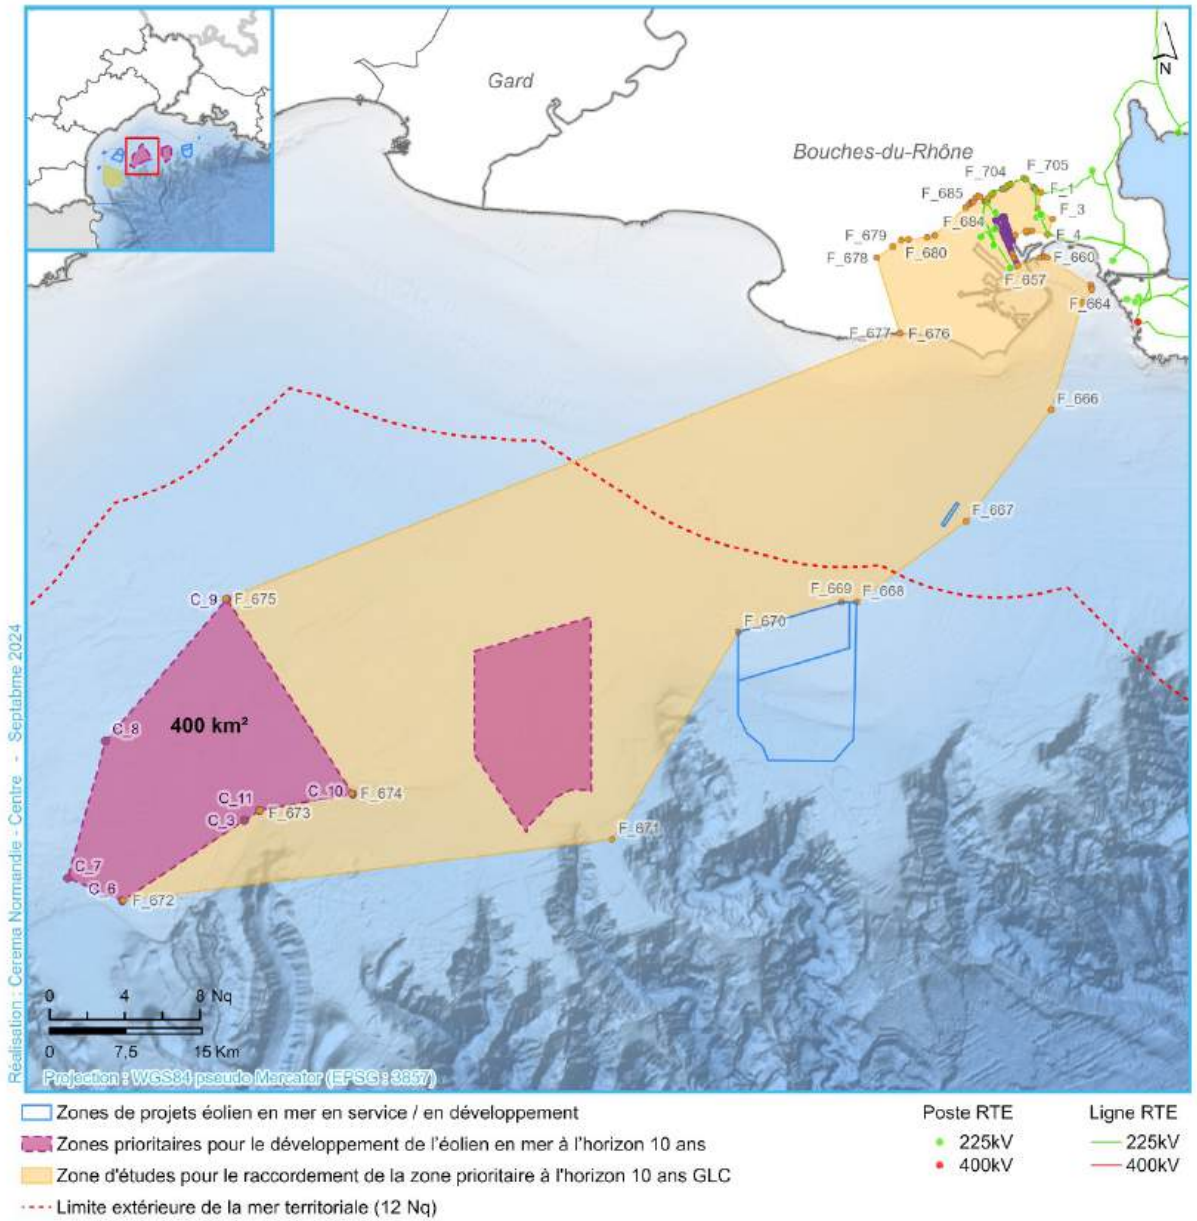 Gard
N
Bouches-du-Rhône
F_704
F_705
F_685
F_1
F_684
F_3
F_679
F_4
F_680
F_678
F_660
F_657
F_664
F_677
F_676
F_666
F_667
C_9
F_675
F_669
F_668
F_670
C_8
400 km²
C_10
F_674
C_11
F_673
C_3
F_671
C_7
C_6
F_672
0 4 8 Nq
0 7,5 15 Km
Projection : WGS84 pseudo Mercator (EPSG : 3857)
Réalisation : Cerema Normandie - Centre - Septabme 2024
Zones de projets éolien en mer en service / en développement
Zones prioritaires pour le développement de l'éolien en mer à l'horizon 10 ans
Zone d'études pour le raccordement de la zone prioritaire à l'horizon 10 ans GLC
Limite extérieure de la mer territoriale (12 Nq)
Poste RTE
225kV
400kV
Ligne RTE
225kV
400kV